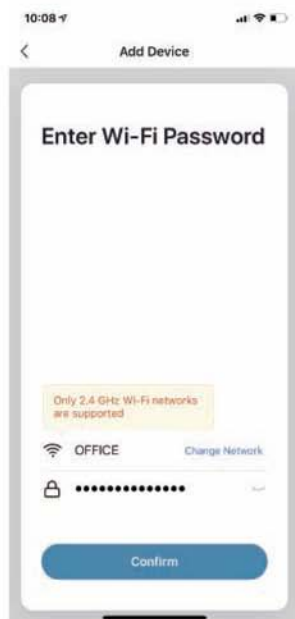 10:08
Add Device
Enter Wi-Fi Password
Only 2.4 GHz Wi-Fi networks
are supported
OFFICE
Change Network
••••••••••••••
Confirm